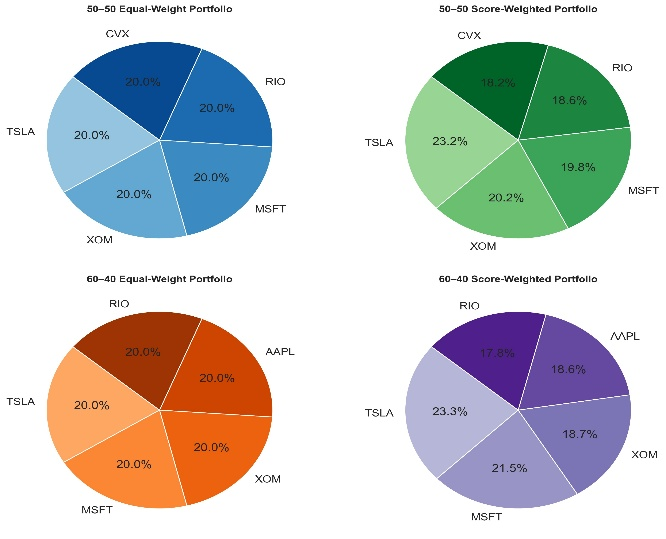 50–50 Equal-Weight Portfolio
CVX
20.0%
RIO
20.0%
TSLA
20.0%
20.0%
MSFT
20.0%
XOM
50–50 Score-Weighted Portfolio
CVX
18.2%
RIO
18.6%
TSLA
23.2%
19.8%
MSFT
20.2%
XOM
60–40 Equal-Weight Portfolio
RIO
20.0%
AAPL
20.0%
TSLA
20.0%
20.0%
XOM
20.0%
MSFT
60–40 Score-Weighted Portfolio
RIO
17.8%
AAPL
18.6%
TSLA
23.3%
18.7%
XOM
21.5%
MSFT